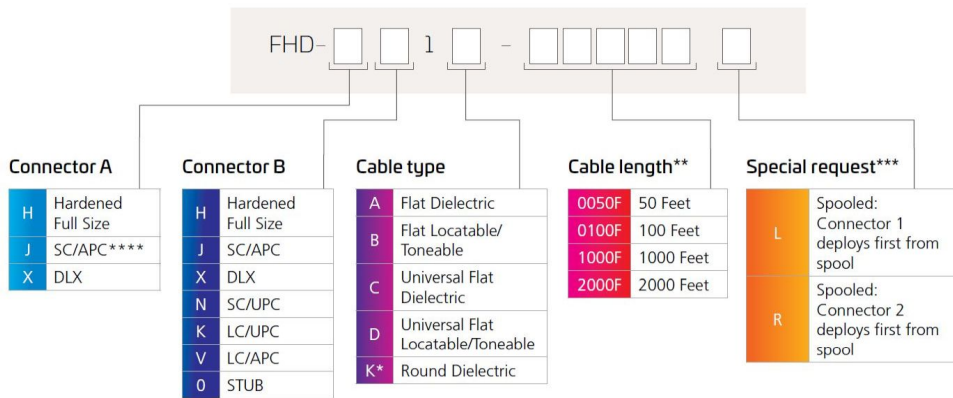 FHD- 1 -
Connector A
H Hardened
Full Size
J SC/APC****
X DLX
Connector B
H Hardened
Full Size
J SC/APC
X DLX
N SC/UPC
K LC/UPC
V LC/APC
0 STUB
Cable type
A Flat Dielectric
B Flat Locatable/
Toneable
C Universal Flat
Dielectric
D Universal Flat
Locatable/Toneable
K* Round Dielectric
Cable length**
0050F 50 Feet
0100F 100 Feet
1000F 1000 Feet
2000F 2000 Feet
Special request***
L Spooled:
Connector 1
deploys first from
spool
R Spooled:
Connector 2
deploys first from
spool